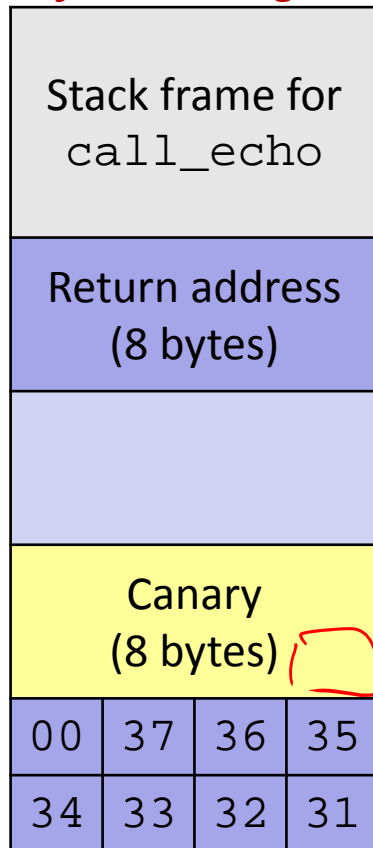 Stack frame for
call_echo
Return address
(8 bytes)
Canary
(8 bytes)
00 37 36 35
34 33 32 31